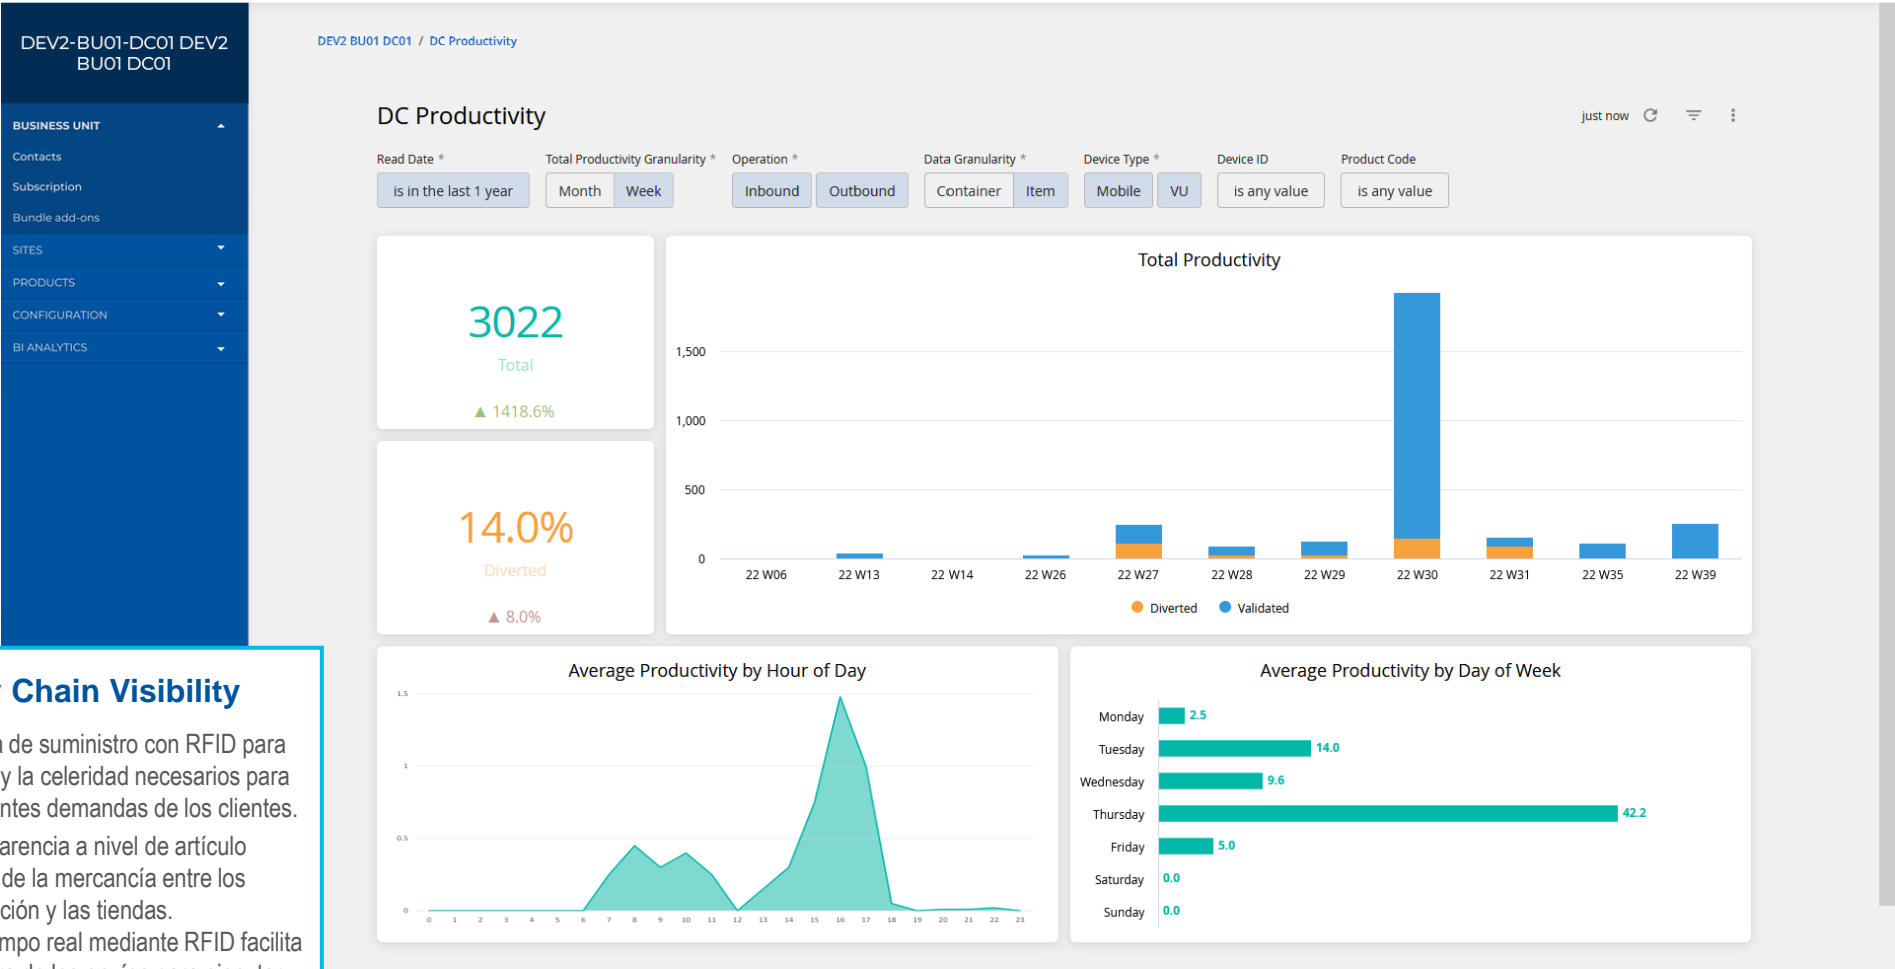 DEV2-BU01-DC01 DEV2
BU01 DC01
BUSINESS UNIT
Contacts
Subscription
Bundle add-ons
SITES
PRODUCTS
CONFIGURATION
BI ANALYTICS
DEV2 BU01 DC01 / DC Productivity
DC Productivity
just now
Read Date * Total Productivity Granularity * Operation * Data Granularity * Device Type * Device ID Product Code
is in the last 1 year Month Week Inbound Outbound Container Item Mobile VU is any value is any value
3022
Total
▲ 1418.6%
14.0%
Diverted
▲ 8.0%
Total Productivity
1,500
1,000
500
0
22 W06 22 W13 22 W14 22 W26 22 W27 22 W28 22 W29 22 W30 22 W31 22 W35 22 W39
Diverted Validated
Average Productivity by Hour of Day
1.5
1
0.5
0
0 1 2 3 4 5 6 7 8 9 10 11 12 13 14 15 16 17 18 19 20 21 22 23
Average Productivity by Day of Week
Monday 2.5
Tuesday 14.0
Wednesday 9.6
Thursday 42.2
Friday 5.0
Saturday 0.0
Sunday 0.0
Chain Visibility
de suministro con RFID para
y la celeridad necesarios para
ntes demandas de los clientes.
arencia a nivel de artículo
de la mercancía entre los
ción y las tiendas.
mpo real mediante RFID facilita